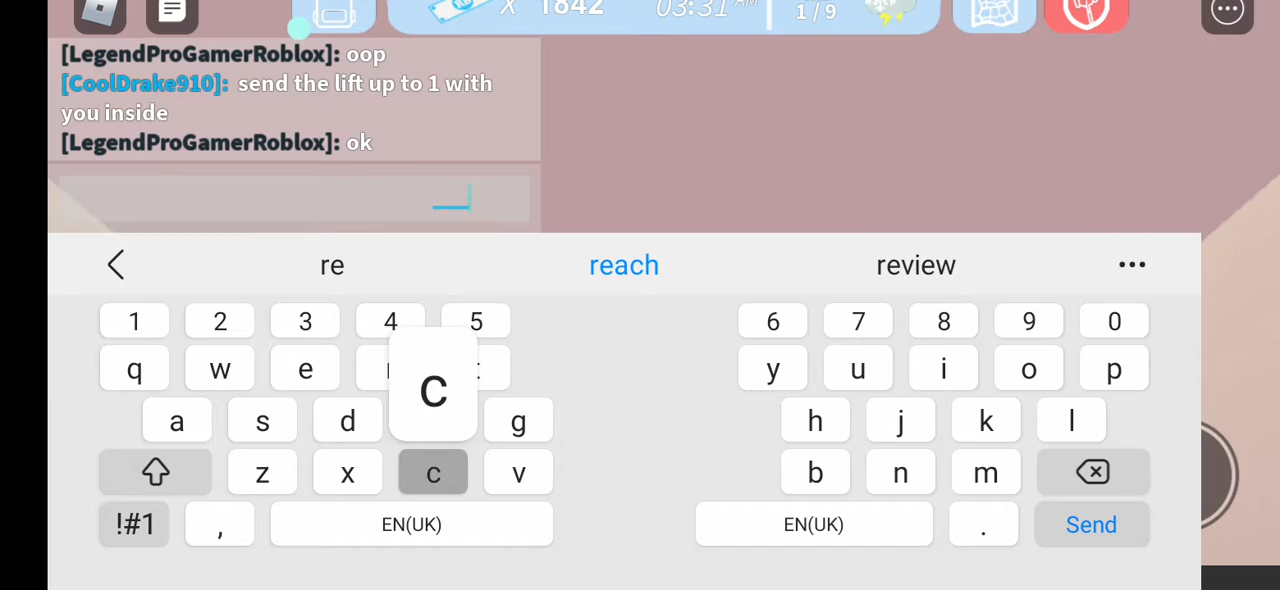 X 1842 03:31 AM 1/9
[LegendProGamerRoblox]: oop
[CoolDrake910]: send the lift up to 1 with
you inside
[LegendProGamerRoblox]: ok
re reach review
1 2 3 4 5 6 7 8 9 0
q w e y u i o p
c
a s d g h j k l
z x c v b n m
!#1 , EN(UK) EN(UK) . Send